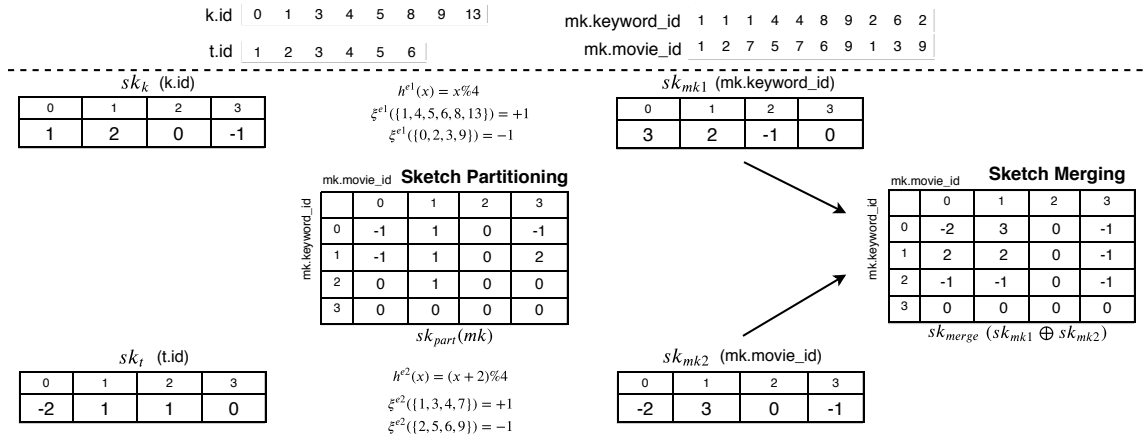 k.id 0 1 3 4 5 8 9 13
mk.keyword_id 1 1 1 4 4 8 9 2 6 2
t.id 1 2 3 4 5 6
mk.movie_id 1 2 7 5 7 6 9 1 3 9
sk_k (k.id)
0 1 2 3
1 2 0 -1
h^{e1}(x) = x%4
ξ^{e1}({1,4,5,6,8,13}) = +1
ξ^{e1}({0,2,3,9}) = −1
sk_{mk1} (mk.keyword_id)
0 1 2 3
3 2 -1 0
mk.movie_id Sketch Partitioning
mk.keyword_id
0 1 2 3
0 -1 1 0 -1
1 -1 1 0 2
2 0 1 0 0
3 0 0 0 0
sk_{part}(mk)
mk.movie_id Sketch Merging
mk.keyword_id
0 1 2 3
0 -2 3 0 -1
1 2 2 0 -1
2 -1 -1 0 -1
3 0 0 0 0
sk_{merge} (sk_{mk1} ⊕ sk_{mk2})
sk_t (t.id)
0 1 2 3
-2 1 1 0
h^{e2}(x) = (x + 2)%4
ξ^{e2}({1,3,4,7}) = +1
ξ^{e2}({2,5,6,9}) = −1
sk_{mk2} (mk.movie_id)
0 1 2 3
-2 3 0 -1